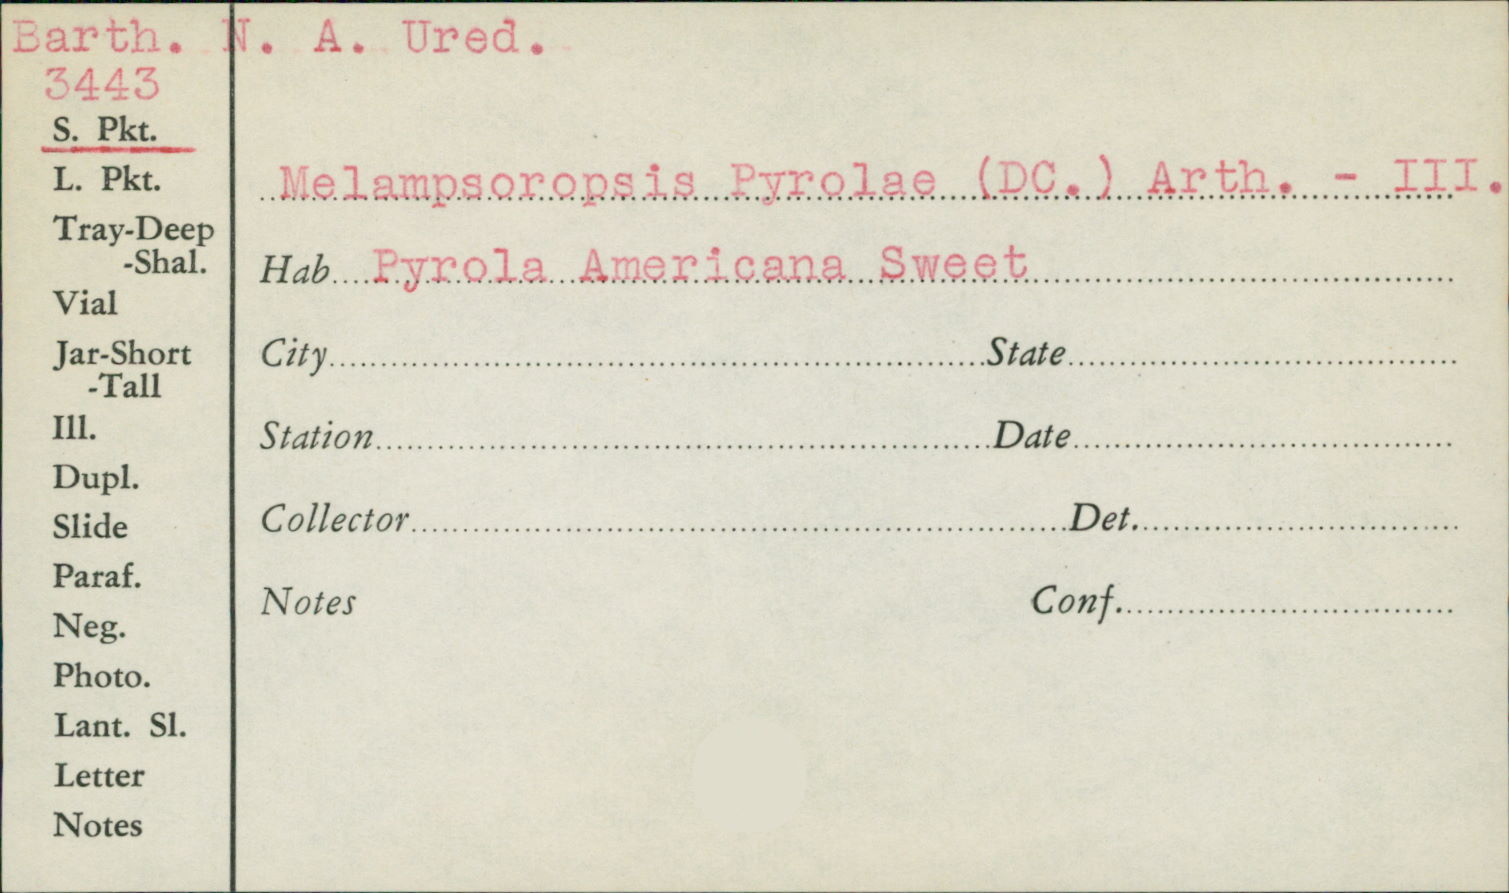 Barth. N. A. Ured.
3443
S. Pkt.
L. Pkt.
Tray-Deep
-Shal.
Vial
Jar-Short
-Tall
Ill.
Dupl.
Slide
Paraf.
Neg.
Photo.
Lant. Sl.
Letter
Notes
Melampsoropsis Pyrolae (DC.) Arth. - III.
Hab. Pyrola Americana Sweet
City State
Station Date
Collector Det.
Notes Conf.